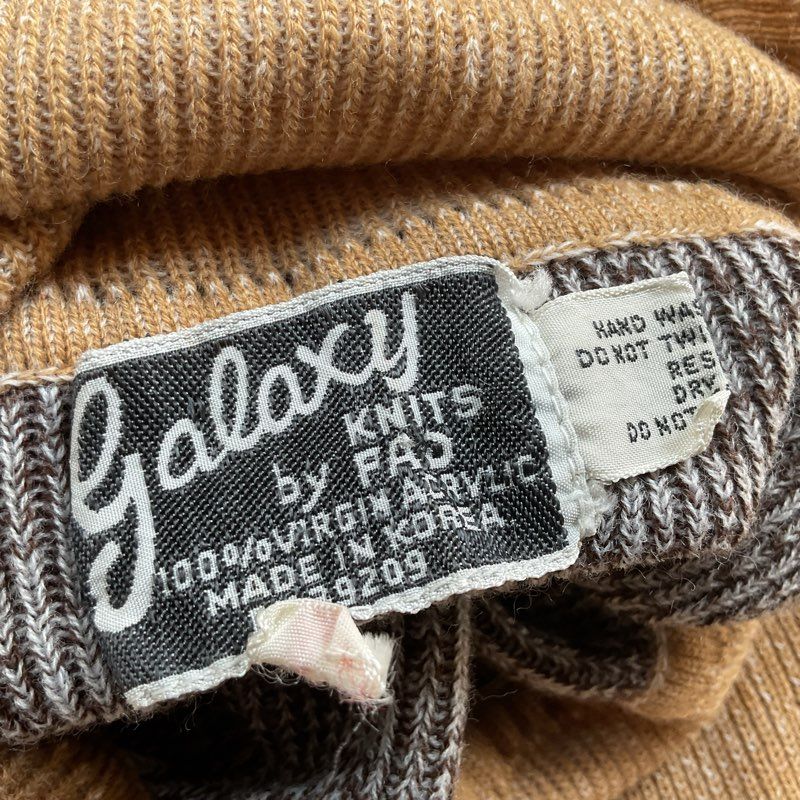 Galaxy
KNITS
by FAD
100% VIRGIN ACRYLIC
MADE IN KOREA
39209
HAND WAS
DO NOT TWI
RES
DRY
DO NOT